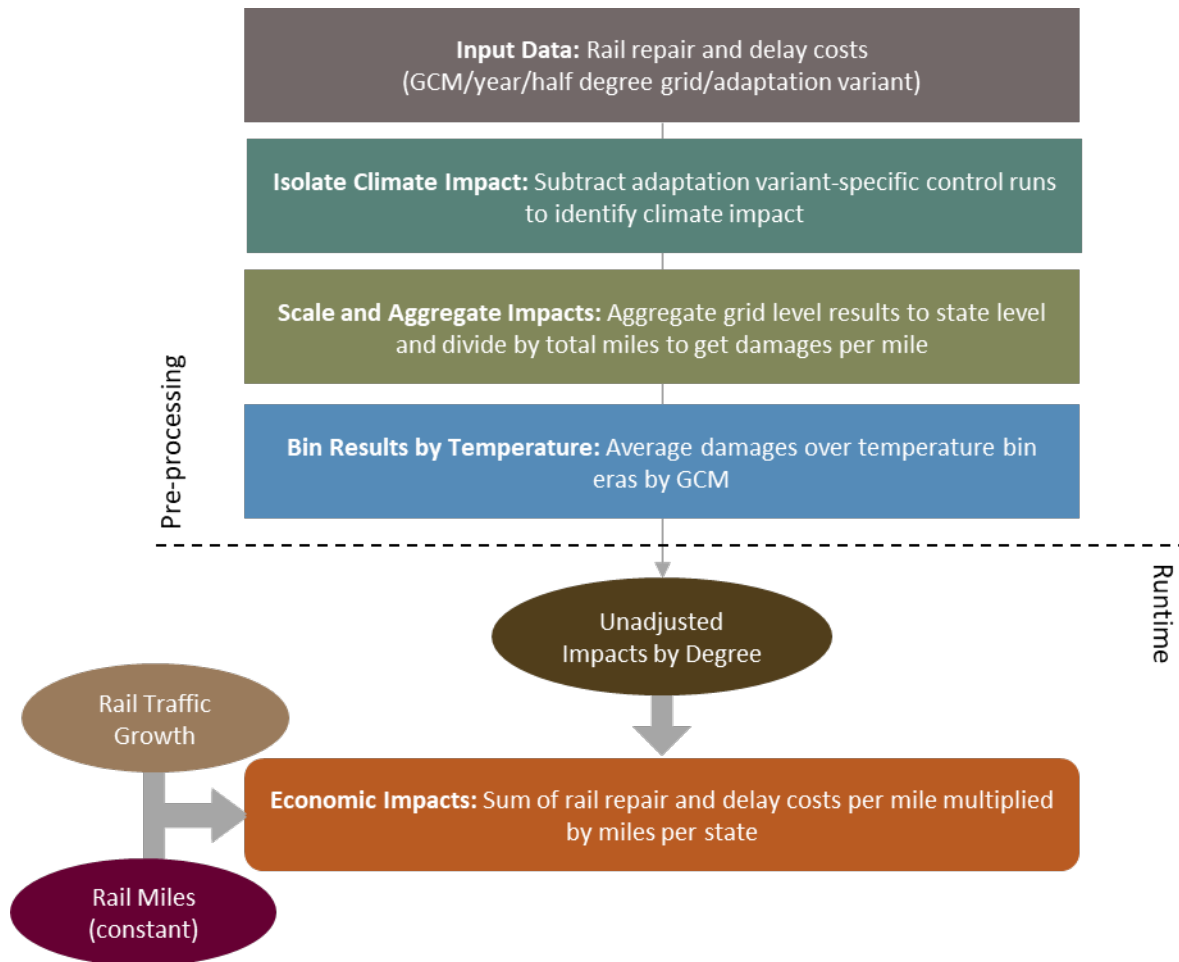 Input Data: Rail repair and delay costs
(GCM/year/half degree grid/adaptation variant)
Isolate Climate Impact: Subtract adaptation variant-specific control runs
to identify climate impact
Scale and Aggregate Impacts: Aggregate grid level results to state level
and divide by total miles to get damages per mile
Bin Results by Temperature: Average damages over temperature bin
eras by GCM
Pre-processing
Runtime
Unadjusted
Impacts by Degree
Rail Traffic
Growth
Economic Impacts: Sum of rail repair and delay costs per mile multiplied
by miles per state
Rail Miles
(constant)